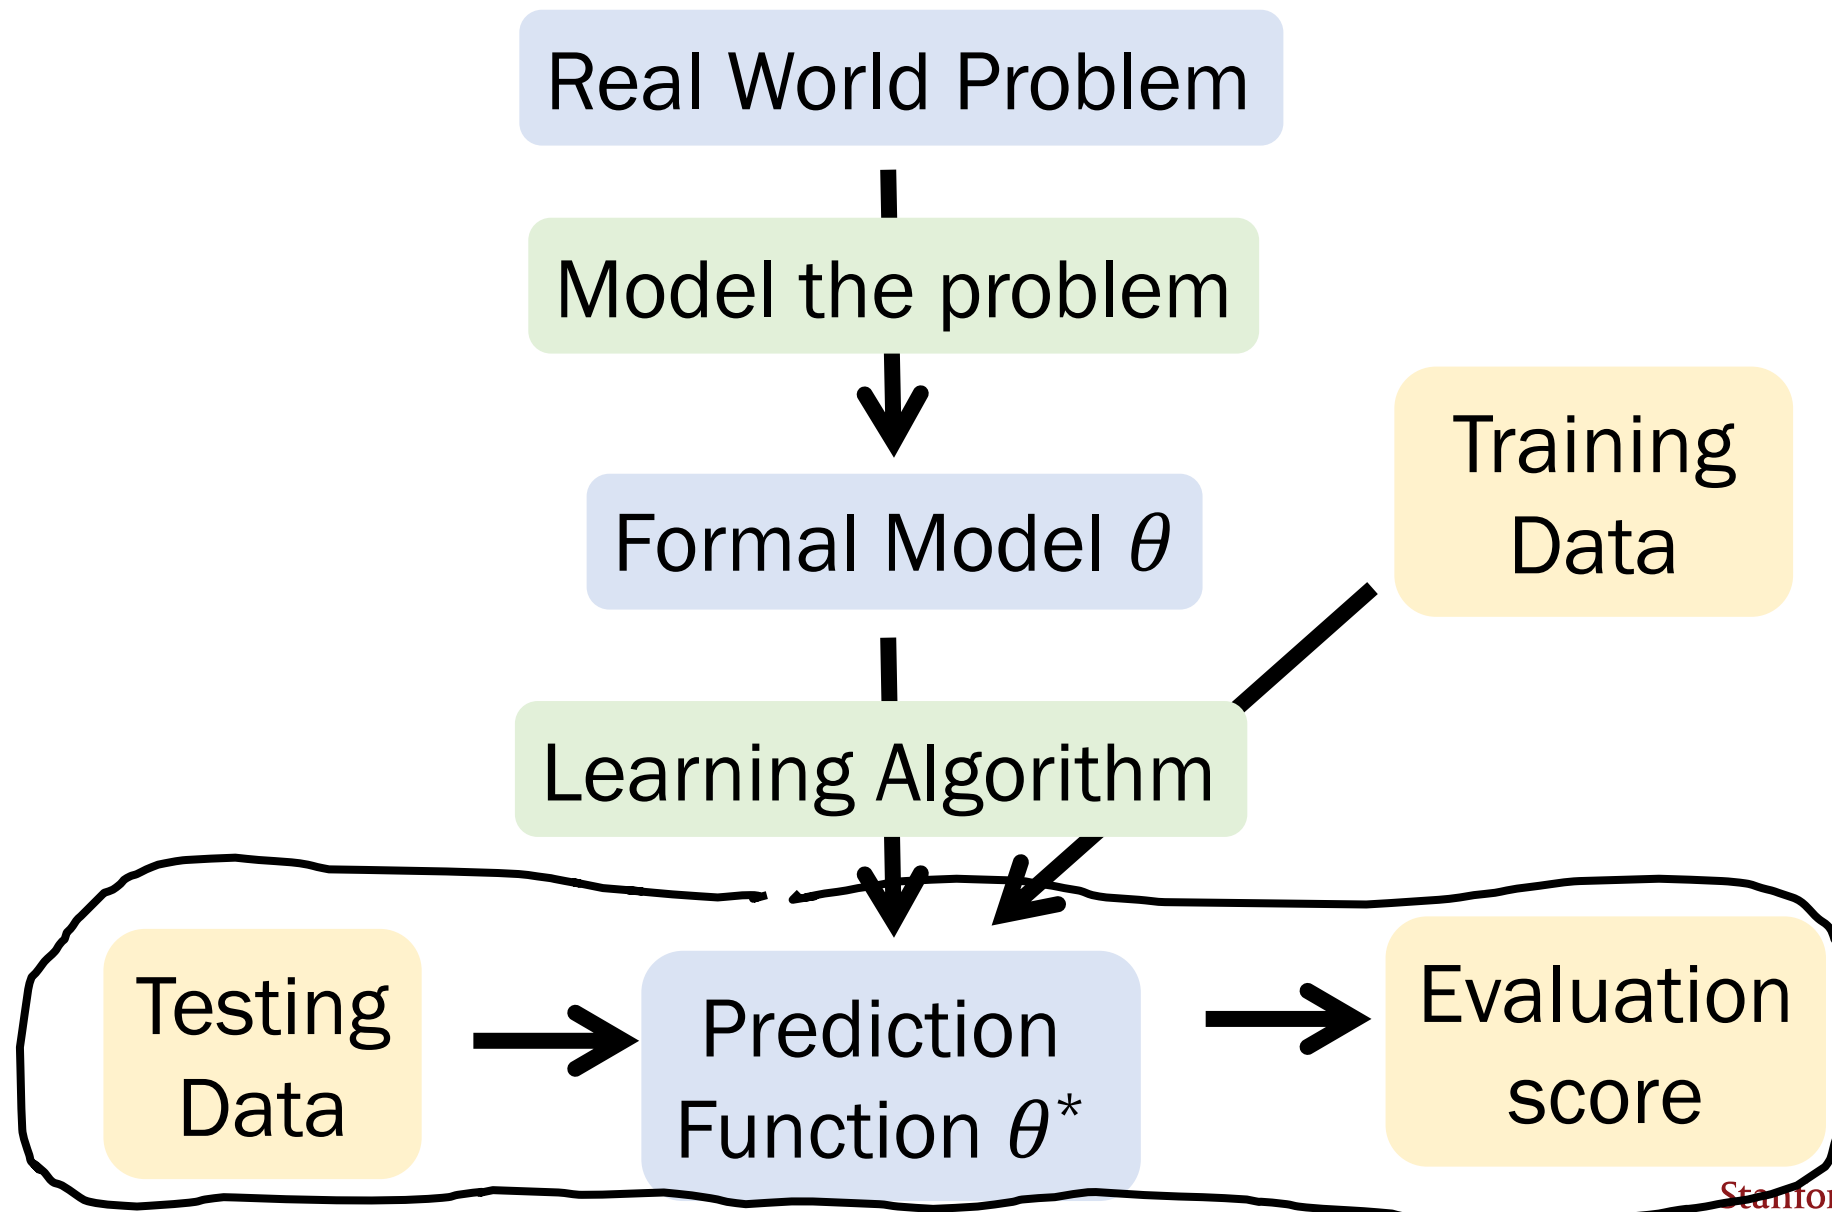 Real World Problem
Model the problem
Training
Data
Formal Model θ
Learning Algorithm
Testing
Data
Prediction
Function θ*
Evaluation
score